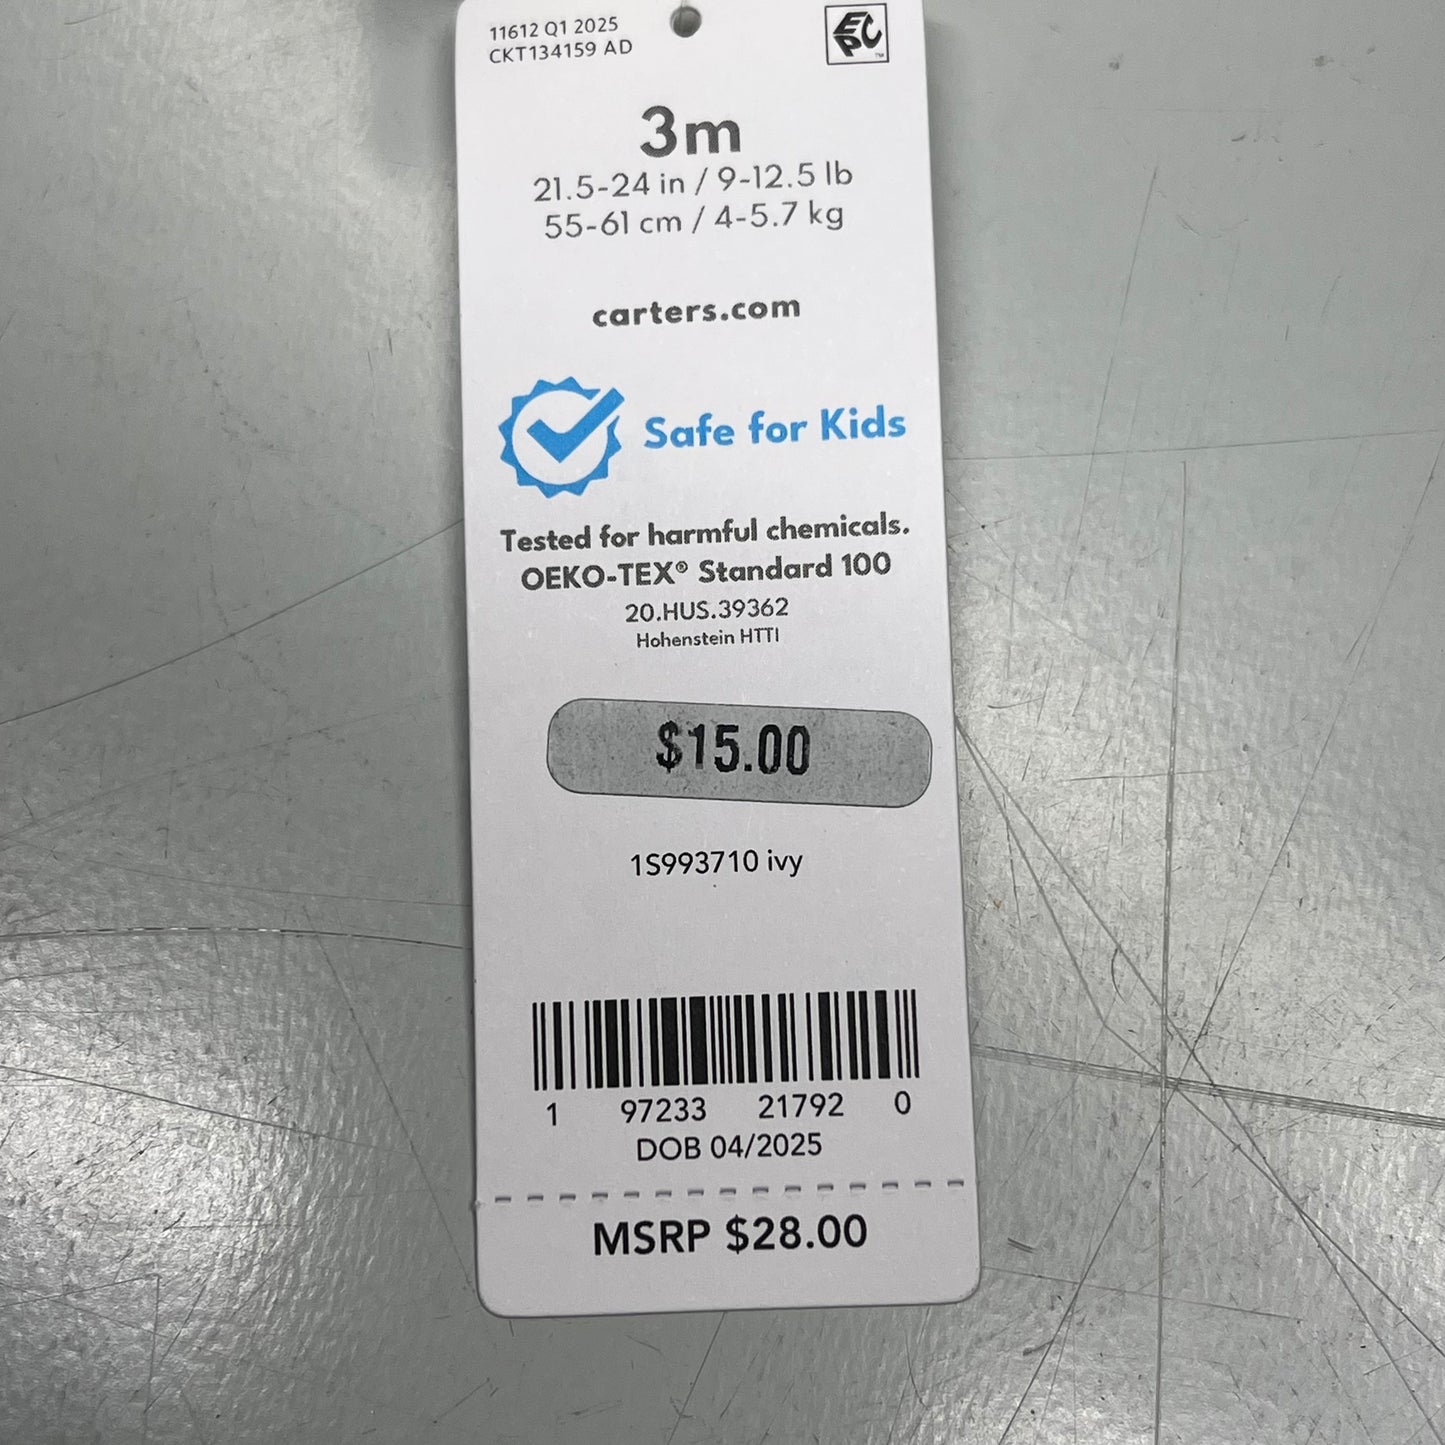 11612 Q1 2025
CKT134159 AD
EPC
™
3m
21.5-24 in / 9-12.5 lb
55-61 cm / 4-5.7 kg
carters.com
Safe for Kids
Tested for harmful chemicals.
OEKO-TEX® Standard 100
20.HUS.39362
Hohenstein HTTI
$15.00
1S993710 ivy
1 97233 21792 0
DOB 04/2025
MSRP $28.00